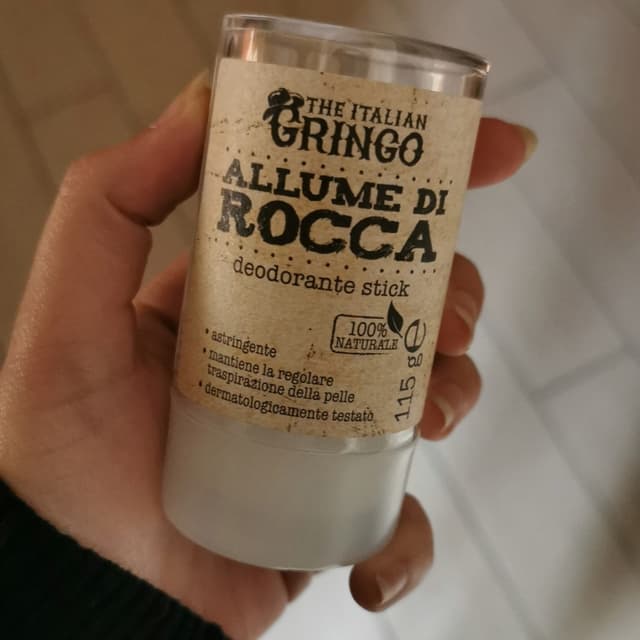 THE ITALIAN
GRINGO
ALLUME DI
ROCCA
deodorante stick
100%
NATURALE
• astringente
• mantiene la regolare
traspirazione della pelle
• dermatologicamente testato
115 g e